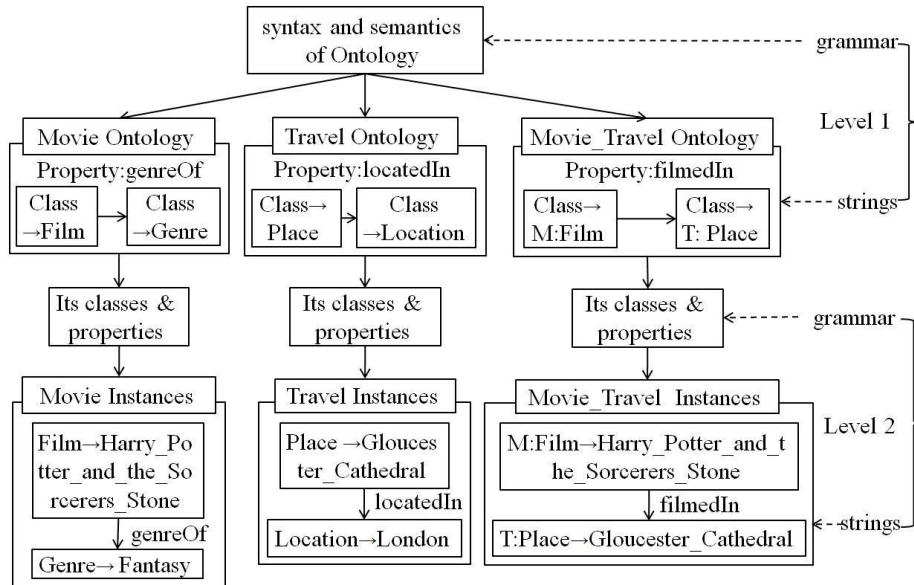 syntax and semantics
of Ontology
grammar
Level 1
Movie Ontology
Property:genreOf
Class
→Film
Class
→Genre
Travel Ontology
Property:locatedIn
Class→
Place
Class
→Location
Movie_Travel Ontology
Property:filmedIn
Class→
M:Film
Class→
T: Place
strings
Its classes &
properties
Its classes &
properties
Its classes &
properties
grammar
Level 2
Movie Instances
Film→Harry_Po
tter_and_the_So
rcerers_Stone
genreOf
Genre→Fantasy
Travel Instances
Place →Glouces
ter_Cathedral
locatedIn
Location→London
Movie_Travel Instances
M:Film→Harry_Potter_and_t
he_Sorcerers_Stone
filmedIn
T:Place→Gloucester_Cathedral
strings